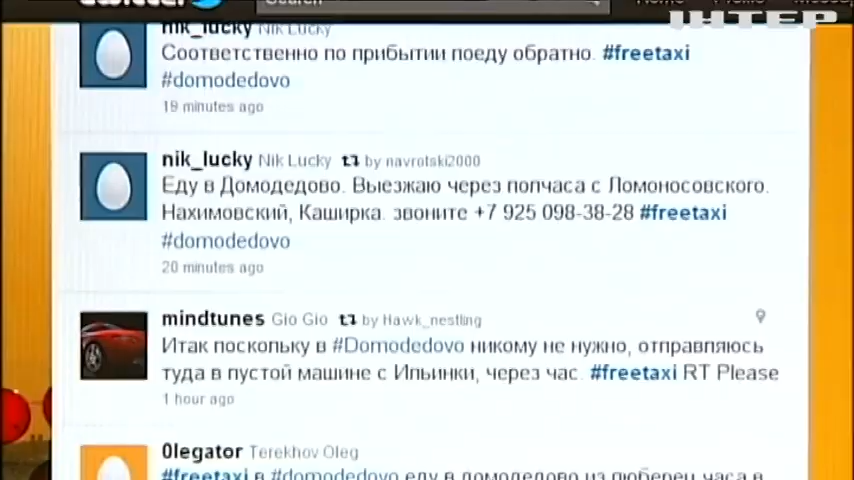 twitter Search Home Profile
ІНТЕР
nik_lucky Nik Lucky
Соответственно по прибытии поеду обратно. #freetaxi
#domodedovo
19 minutes ago
nik_lucky Nik Lucky by navrotski2000
Еду в Домодедово. Выезжаю через полчаса с Ломоносовского.
Нахимовский, Каширка. звоните +7 925 098-38-28 #freetaxi
#domodedovo
20 minutes ago
mindtunes Gio Gio by Hawk_nestling
Итак поскольку в #Domodedovo никому не нужно, отправляюсь
туда в пустой машине с Ильинки, через час. #freetaxi RT Please
1 hour ago
0legator Terekhov Oleg
#freetaxi в #domodedovo еду в домодедово из люберец часа в